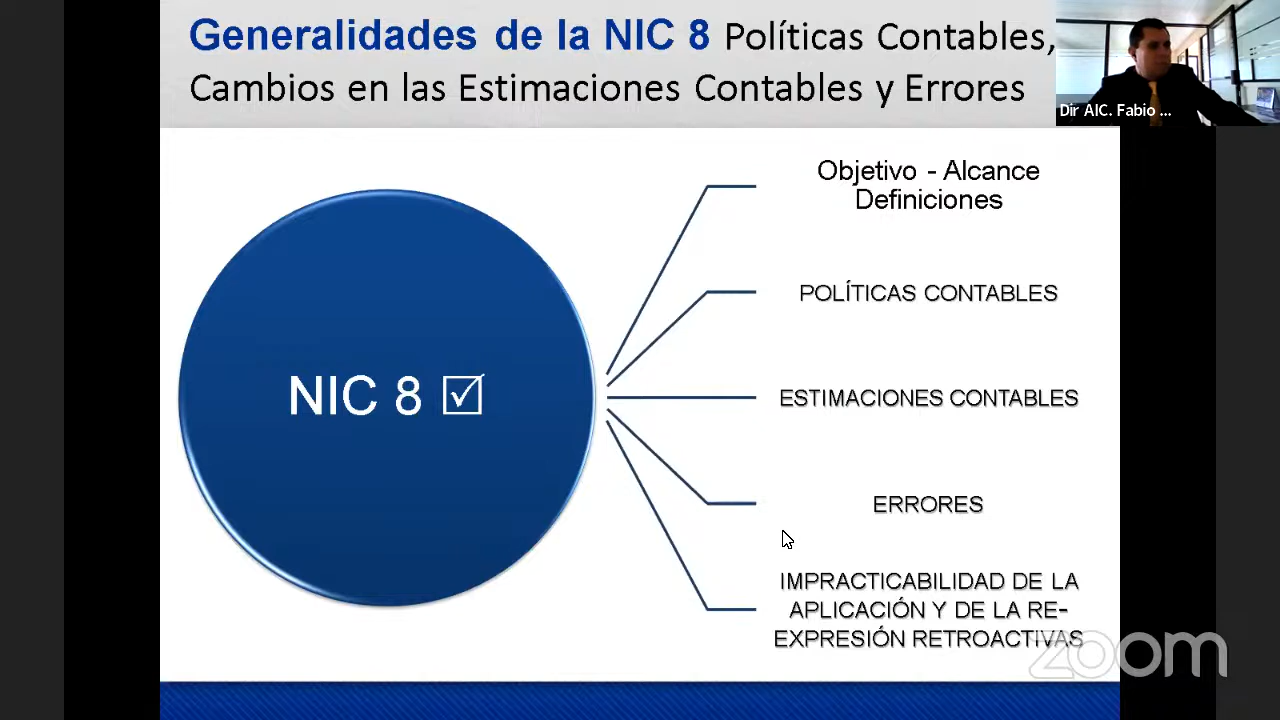 Generalidades de la NIC 8 Políticas Contables,
Cambios en las Estimaciones Contables y Errores
Dir AIC. Fabio ...
Objetivo - Alcance
Definiciones
POLÍTICAS CONTABLES
NIC 8 ☑
ESTIMACIONES CONTABLES
ERRORES
IMPRACTICABILIDAD DE LA
APLICACIÓN Y DE LA RE-
EXPRESIÓN RETROACTIVAS
zoom